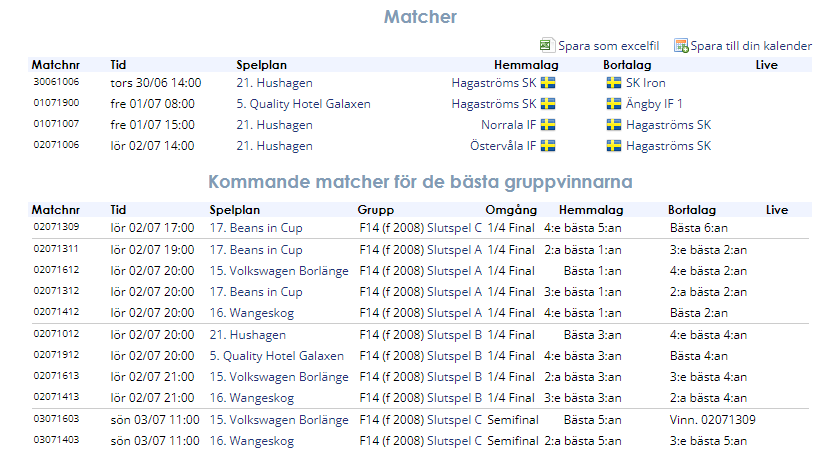 Matcher
Spara som excelfil Spara till din kalender
Matchnr Tid Spelplan Hemmalag Bortalag Live
30061006 tors 30/06 14:00 21. Hushagen Hagaströms SK SK Iron
01071900 fre 01/07 08:00 5. Quality Hotel Galaxen Hagaströms SK Ängby IF 1
01071007 fre 01/07 15:00 21. Hushagen Norrala IF Hagaströms SK
02071006 lör 02/07 14:00 21. Hushagen Östervåla IF Hagaströms SK
Kommande matcher för de bästa gruppvinnarna
Matchnr Tid Spelplan Grupp Omgång Hemmalag Bortalag Live
02071309 lör 02/07 17:00 17. Beans in Cup F14 (f 2008) Slutspel C 1/4 Final 4:e bästa 5:an Bästa 6:an
02071311 lör 02/07 19:00 17. Beans in Cup F14 (f 2008) Slutspel A 1/4 Final 2:a bästa 1:an 3:e bästa 2:an
02071612 lör 02/07 20:00 15. Volkswagen Borlänge F14 (f 2008) Slutspel A 1/4 Final Bästa 1:an 4:e bästa 2:an
02071312 lör 02/07 20:00 17. Beans in Cup F14 (f 2008) Slutspel A 1/4 Final 3:e bästa 1:an 2:a bästa 2:an
02071412 lör 02/07 20:00 16. Wangeskog F14 (f 2008) Slutspel A 1/4 Final 4:e bästa 1:an Bästa 2:an
02071012 lör 02/07 20:00 21. Hushagen F14 (f 2008) Slutspel B 1/4 Final Bästa 3:an 4:e bästa 4:an
02071912 lör 02/07 20:00 5. Quality Hotel Galaxen F14 (f 2008) Slutspel B 1/4 Final 4:e bästa 3:an Bästa 4:an
02071613 lör 02/07 21:00 15. Volkswagen Borlänge F14 (f 2008) Slutspel B 1/4 Final 2:a bästa 3:an 3:e bästa 4:an
02071413 lör 02/07 21:00 16. Wangeskog F14 (f 2008) Slutspel B 1/4 Final 3:e bästa 3:an 2:a bästa 4:an
03071603 sön 03/07 11:00 15. Volkswagen Borlänge F14 (f 2008) Slutspel C Semifinal Bästa 5:an Vinn. 02071309
03071403 sön 03/07 11:00 16. Wangeskog F14 (f 2008) Slutspel C Semifinal 2:a bästa 5:an 3:e bästa 5:an